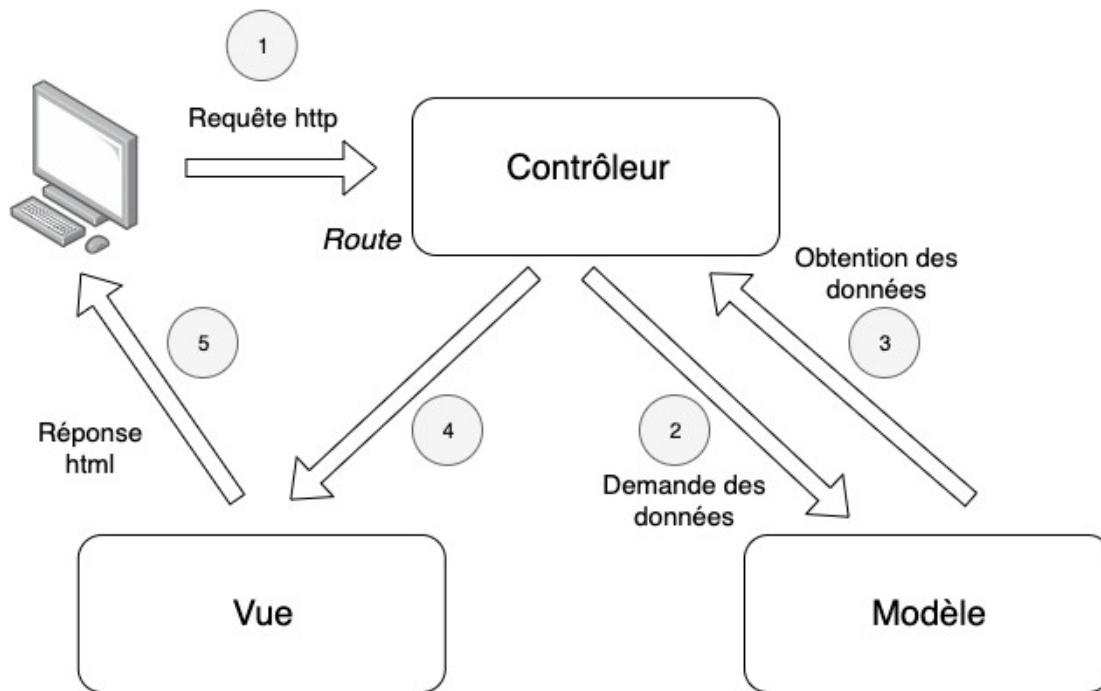 1
Requête http
Contrôleur
Route
Obtention des
données
3
5
4
2
Réponse
html
Demande des
données
Vue
Modèle